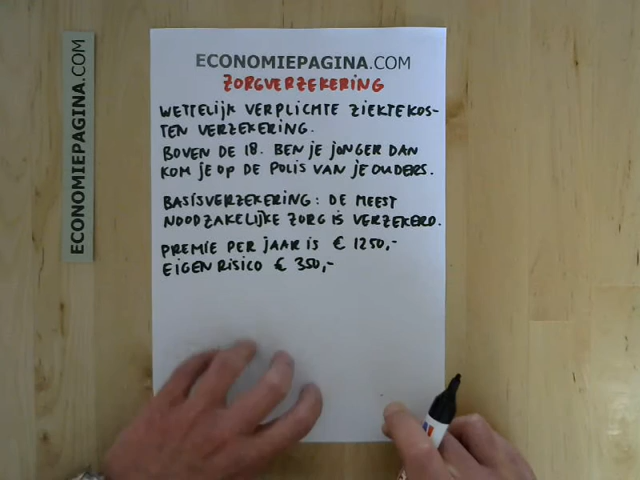 ECONOMIEPAGINA.COM
ECONOMIEPAGINA.COM
ZORGVERZEKERING
WETTELIJK VERPLICHTE ZIEKTEKOS-
TEN VERZEKERING.
BOVEN DE 18. BEN JE JONGER DAN
KOM JE OP DE POLIS VAN JE OUDERS.
BASISVERZEKERING: DE MEEST
NOODZAKELIJKE ZORG IS VERZEKERD.
PREMIE PER JAAR IS € 1250,-
EIGEN RISICO € 350,-